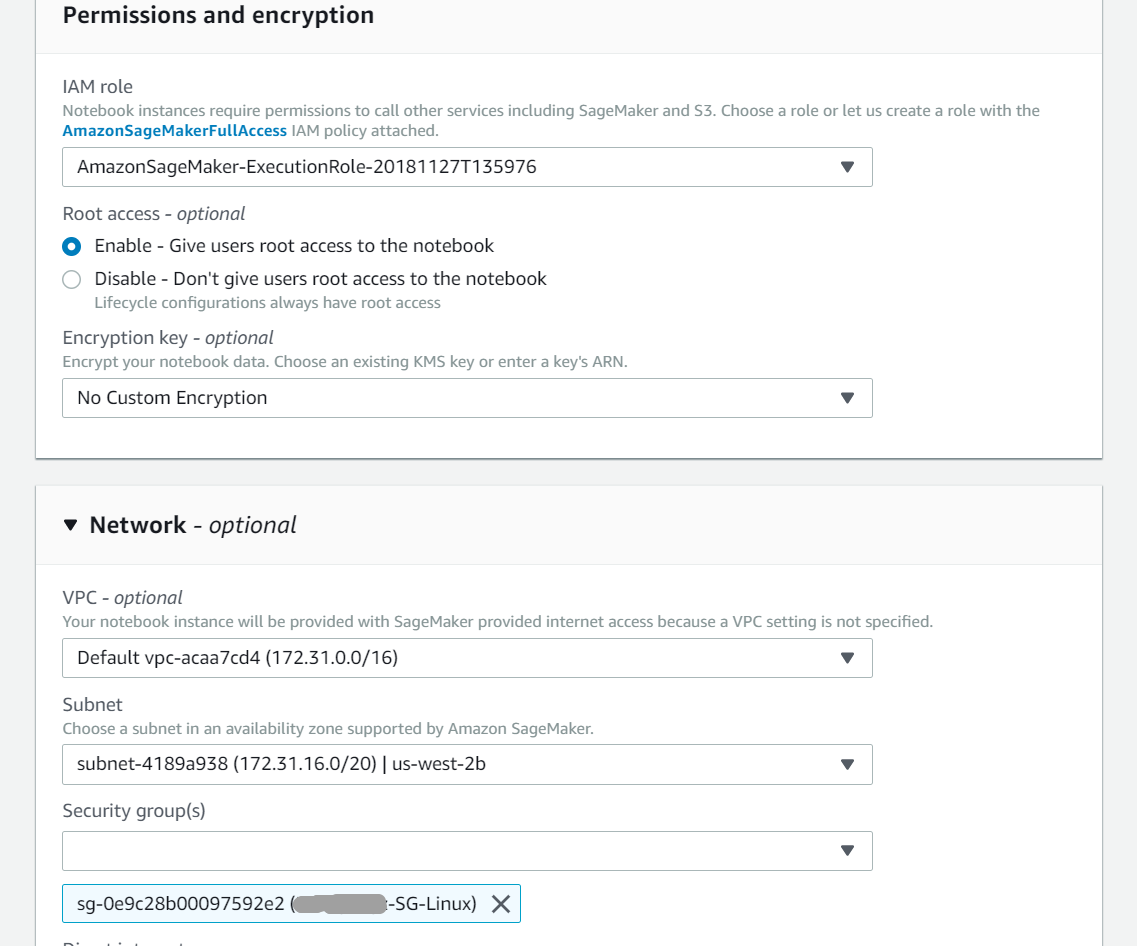 Permissions and encryption
IAM role
Notebook instances require permissions to call other services including SageMaker and S3. Choose a role or let us create a role with the
AmazonSageMakerFullAccess IAM policy attached.
AmazonSageMaker-ExecutionRole-20181127T135976
Root access - optional
Enable - Give users root access to the notebook
Disable - Don't give users root access to the notebook
Lifecycle configurations always have root access
Encryption key - optional
Encrypt your notebook data. Choose an existing KMS key or enter a key's ARN.
No Custom Encryption
Network - optional
VPC - optional
Your notebook instance will be provided with SageMaker provided internet access because a VPC setting is not specified.
Default vpc-acaa7cd4 (172.31.0.0/16)
Subnet
Choose a subnet in an availability zone supported by Amazon SageMaker.
subnet-4189a938 (172.31.16.0/20) | us-west-2b
Security group(s)
sg-0e9c28b00097592e2 ( -SG-Linux)